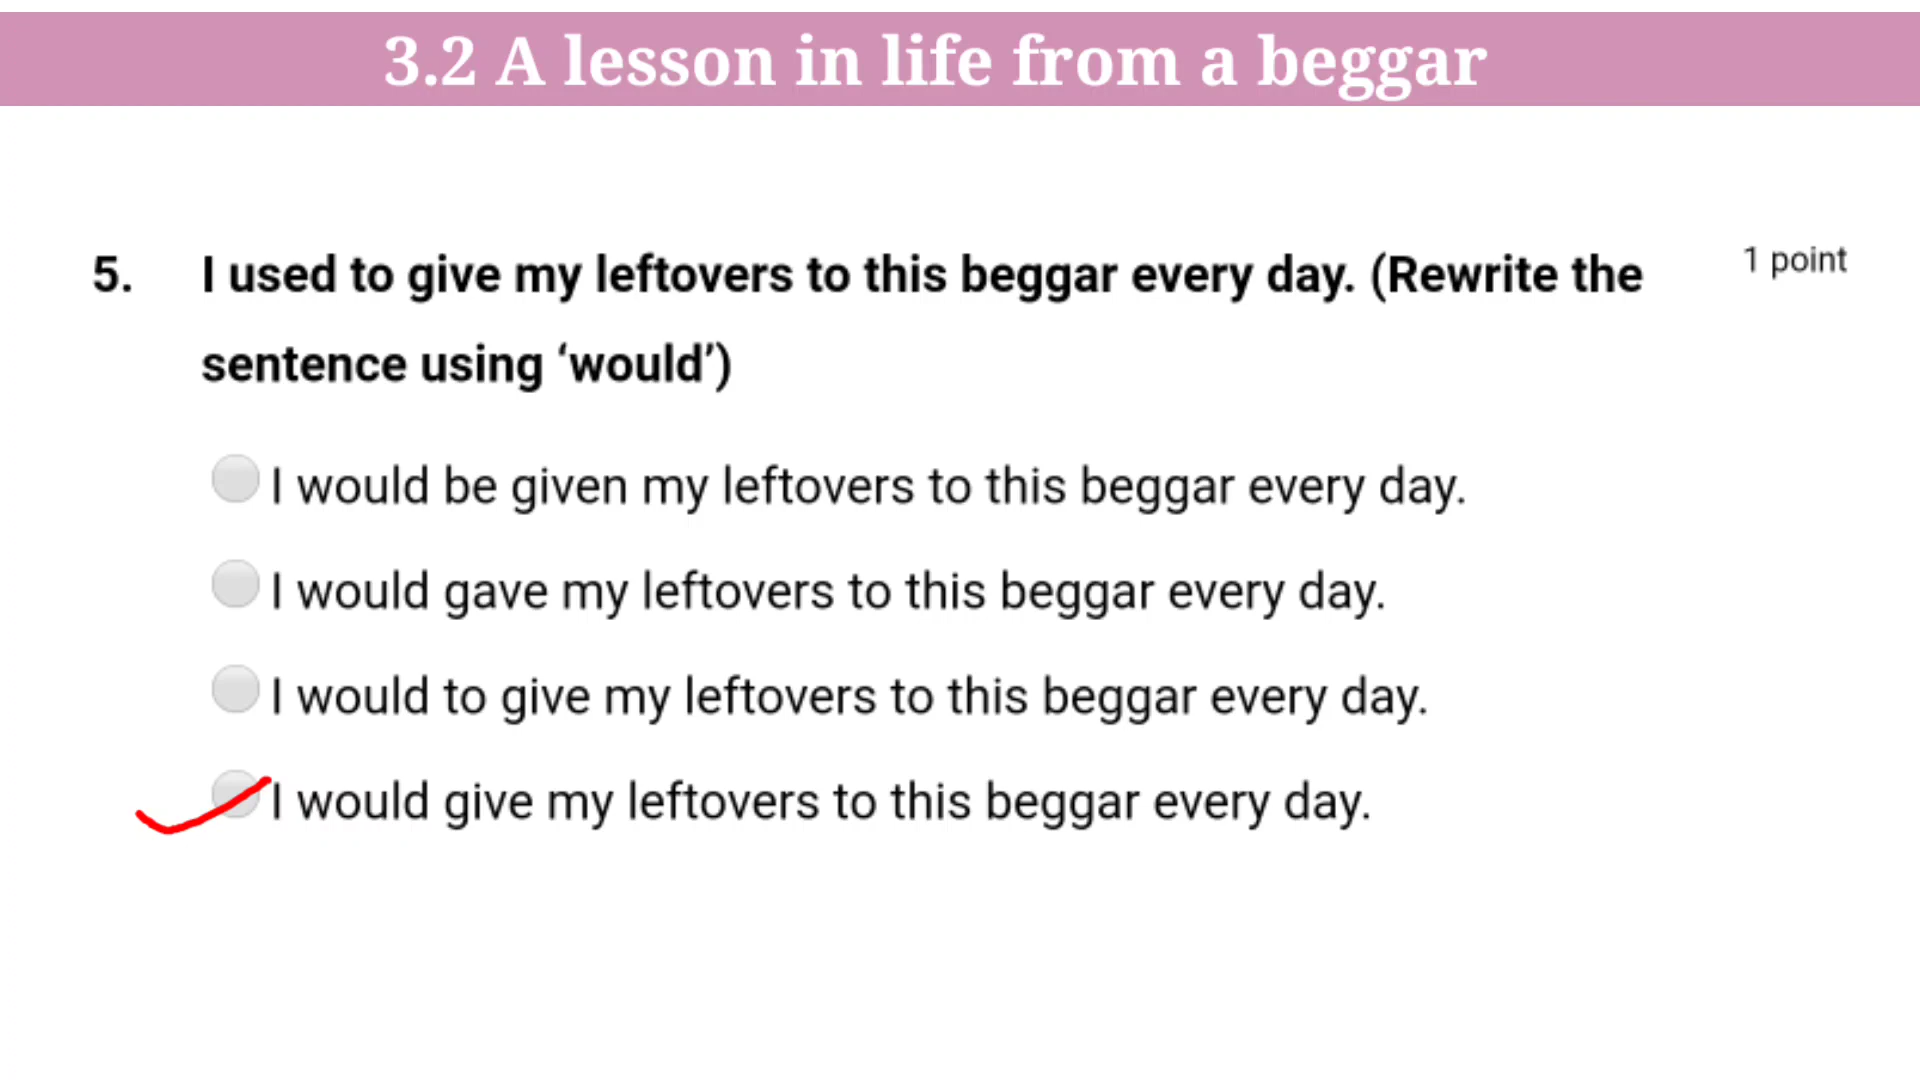 3.2 A lesson in life from a beggar
5. I used to give my leftovers to this beggar every day. (Rewrite the 1 point
sentence using ‘would’)
I would be given my leftovers to this beggar every day.
I would gave my leftovers to this beggar every day.
I would to give my leftovers to this beggar every day.
I would give my leftovers to this beggar every day.